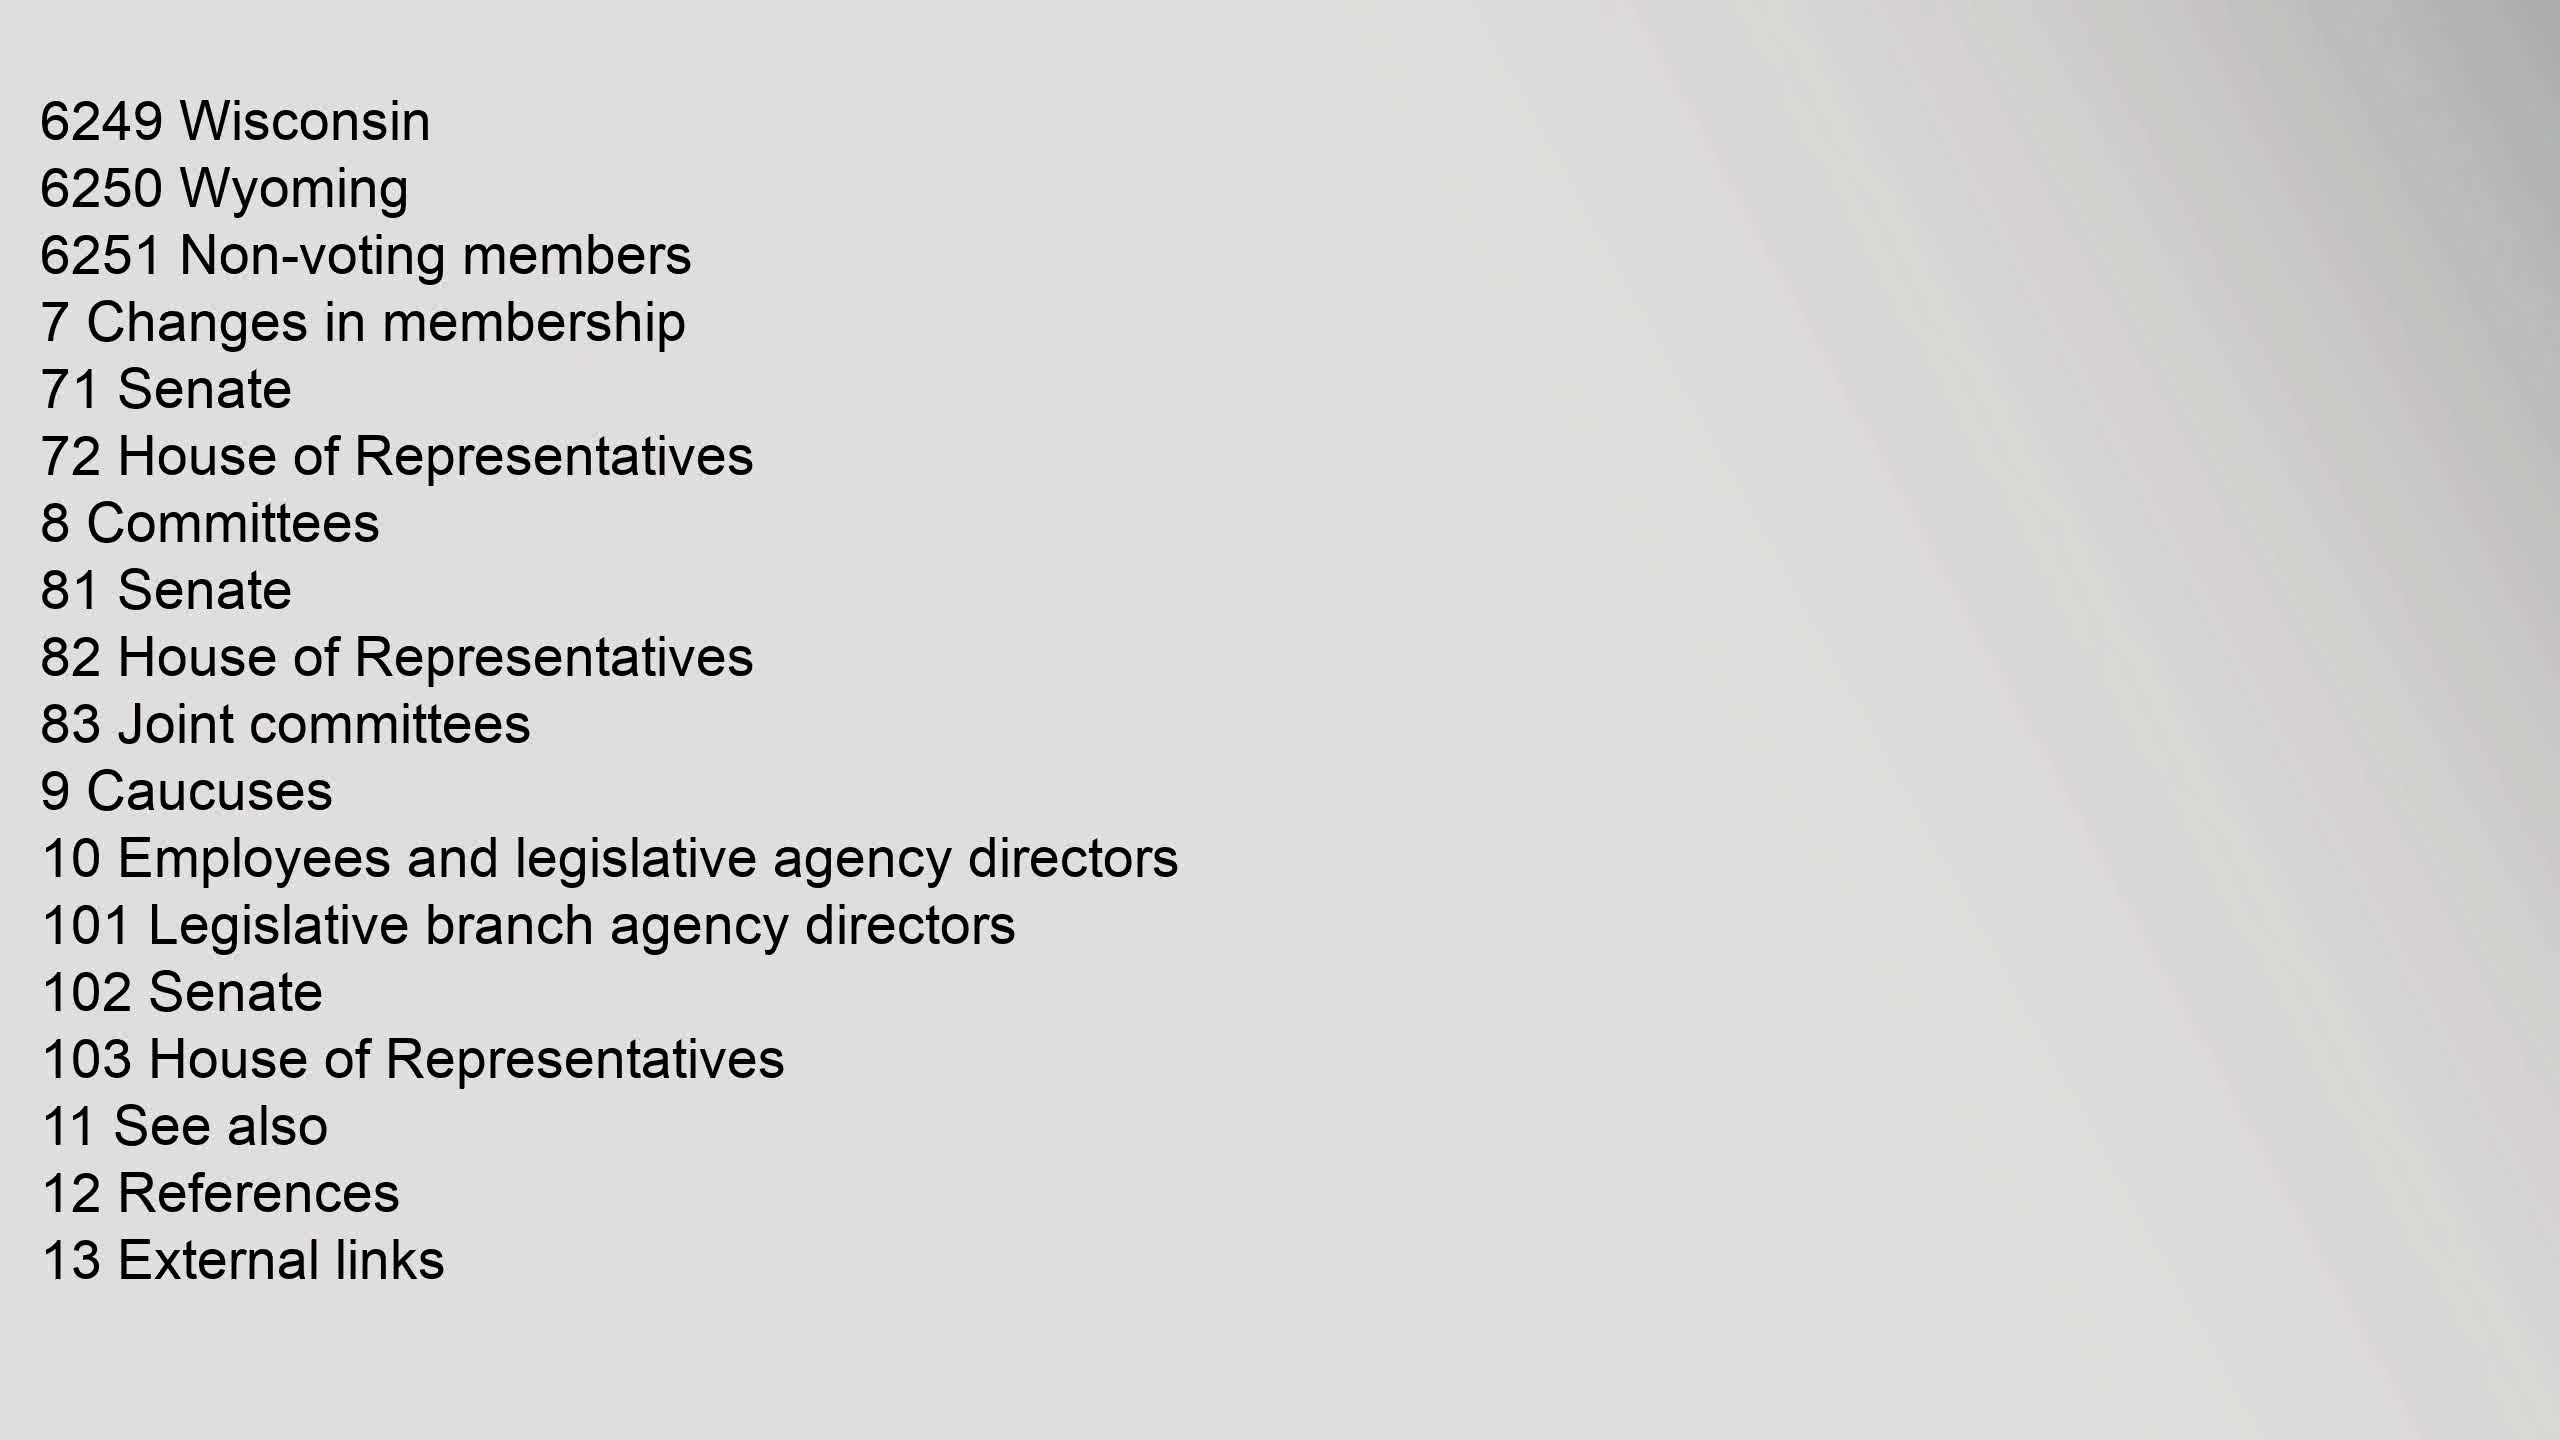 6249 Wisconsin
6250 Wyoming
6251 Non-voting members
7 Changes in membership
71 Senate
72 House of Representatives
8 Committees
81 Senate
82 House of Representatives
83 Joint committees
9 Caucuses
10 Employees and legislative agency directors
101 Legislative branch agency directors
102 Senate
103 House of Representatives
11 See also
12 References
13 External links